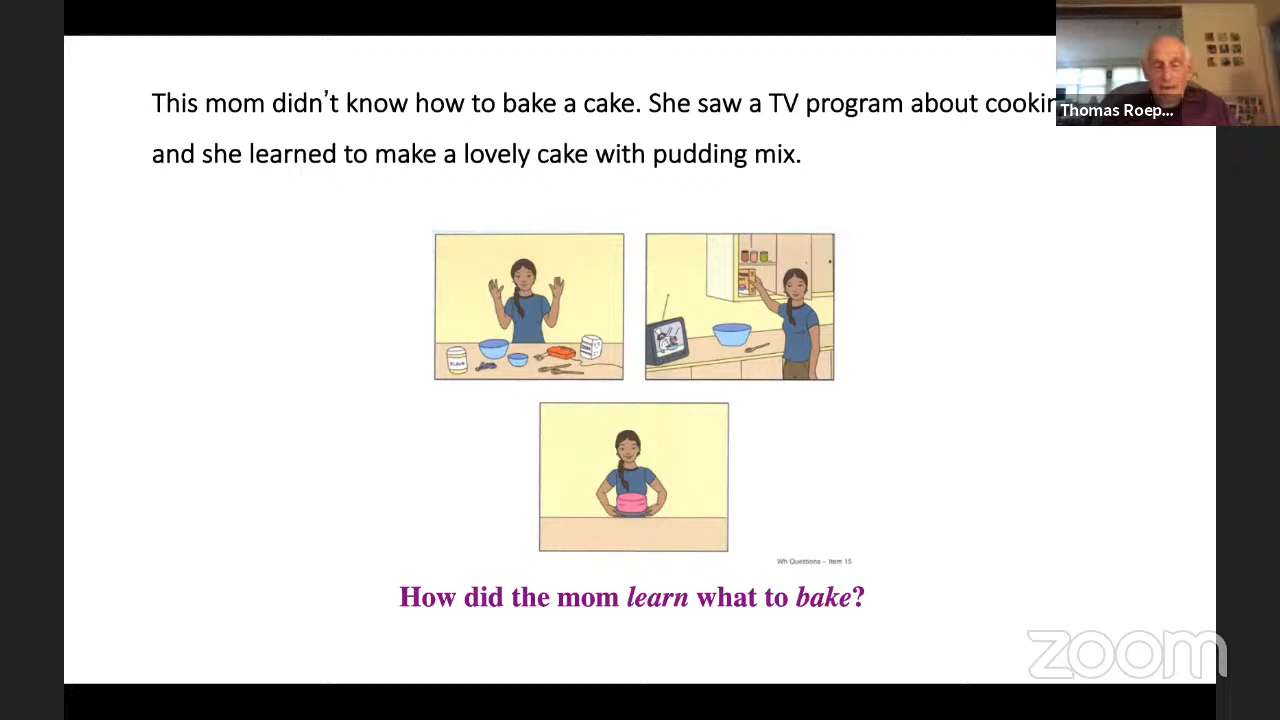 This mom didn't know how to bake a cake. She saw a TV program about cookin
and she learned to make a lovely cake with pudding mix.
Thomas Roep...
FLOUR
Wh Questions – Item 15
How did the mom learn what to bake?
zoom